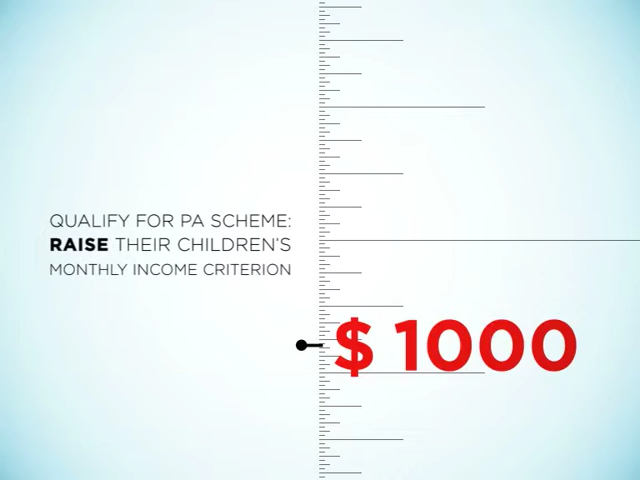 QUALIFY FOR PA SCHEME:
RAISE THEIR CHILDREN'S
MONTHLY INCOME CRITERION
$ 1000